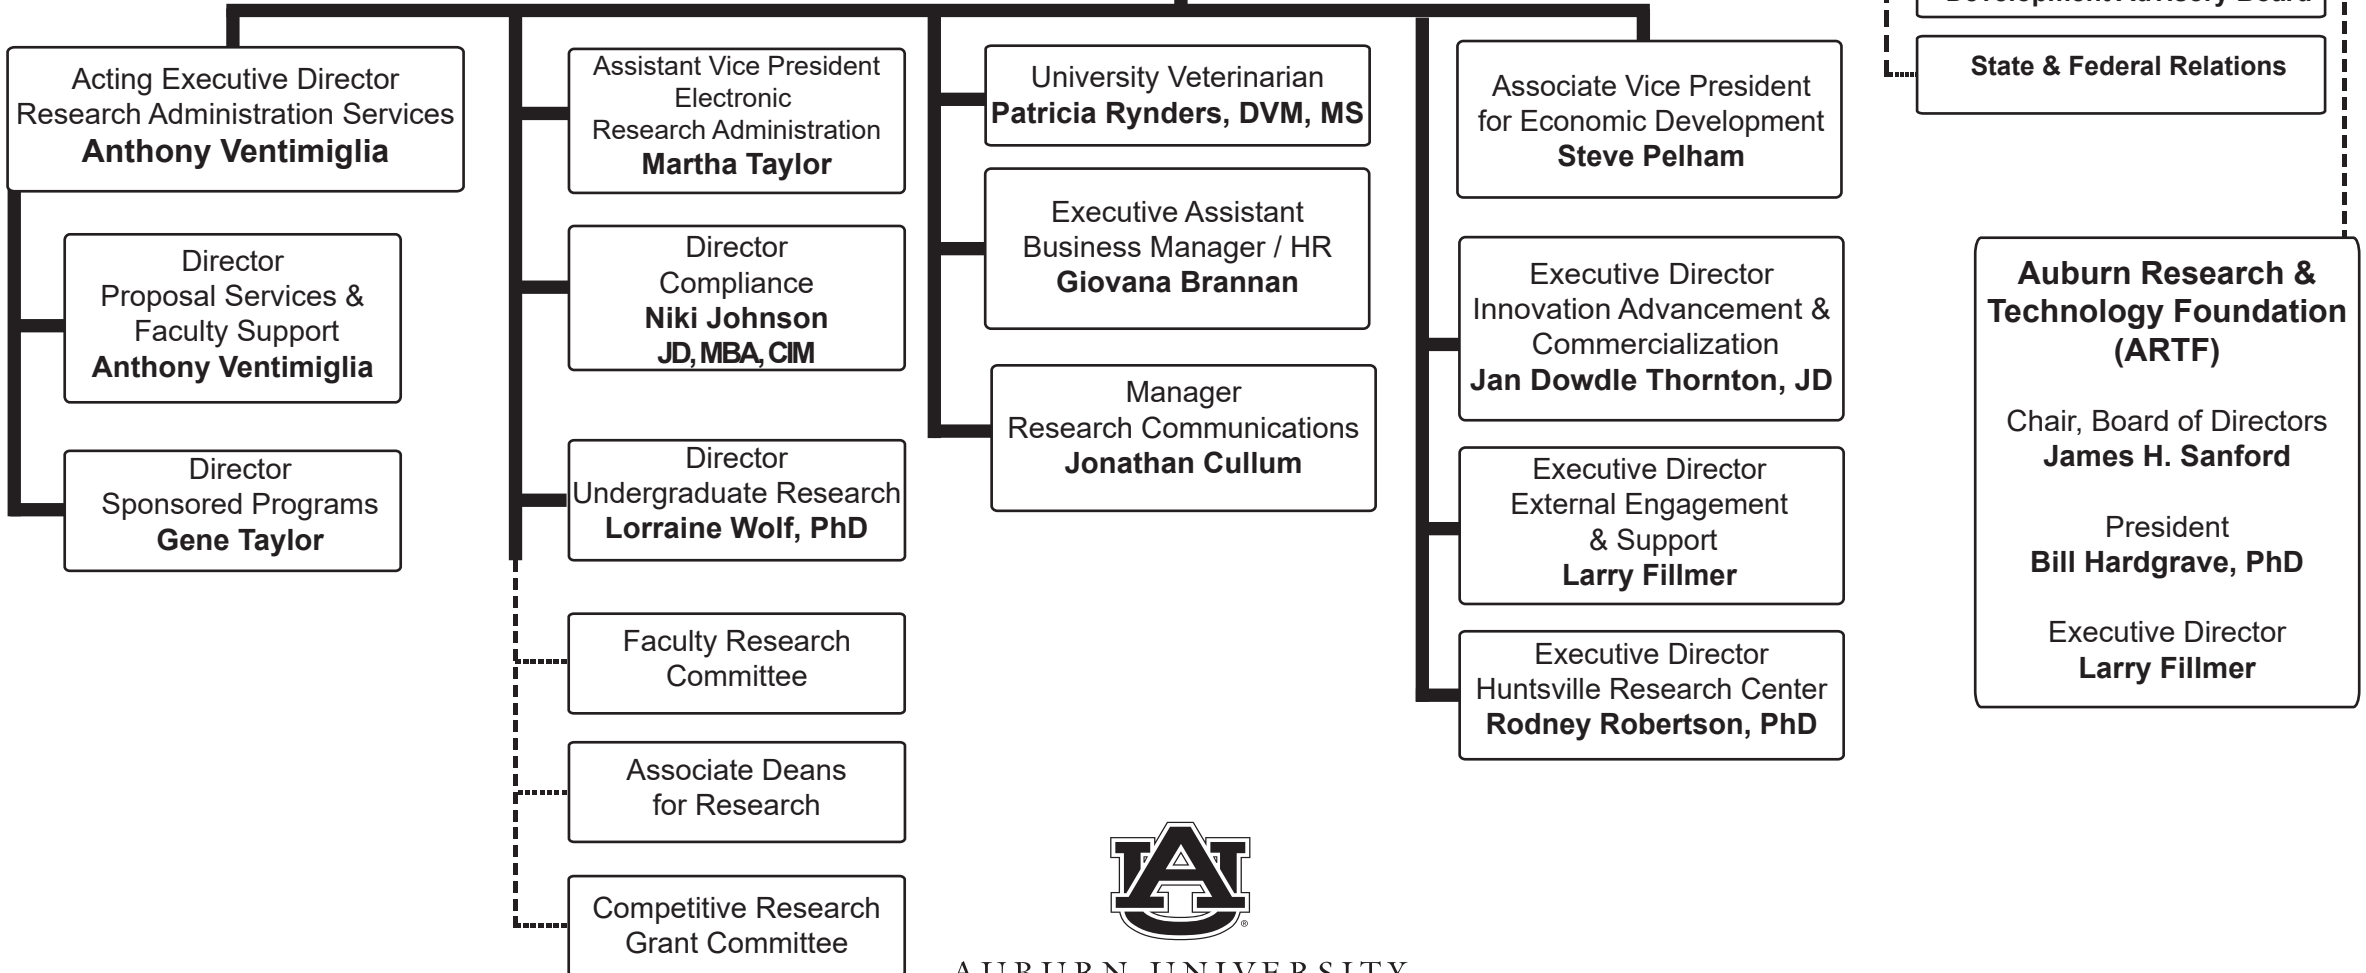 Development Advisory Board
State & Federal Relations
Acting Executive Director
Research Administration Services
Anthony Ventimiglia
Director
Proposal Services &
Faculty Support
Anthony Ventimiglia
Director
Sponsored Programs
Gene Taylor
Assistant Vice President
Electronic
Research Administration
Martha Taylor
Director
Compliance
Niki Johnson
JD, MBA, CIM
Director
Undergraduate Research
Lorraine Wolf, PhD
Faculty Research
Committee
Associate Deans
for Research
Competitive Research
Grant Committee
University Veterinarian
Patricia Rynders, DVM, MS
Executive Assistant
Business Manager / HR
Giovana Brannan
Manager
Research Communications
Jonathan Cullum
Associate Vice President
for Economic Development
Steve Pelham
Executive Director
Innovation Advancement &
Commercialization
Jan Dowdle Thornton, JD
Executive Director
External Engagement
& Support
Larry Fillmer
Executive Director
Huntsville Research Center
Rodney Robertson, PhD
Auburn Research &
Technology Foundation
(ARTF)
Chair, Board of Directors
James H. Sanford
President
Bill Hardgrave, PhD
Executive Director
Larry Fillmer
AU
®
AUBURN UNIVERSITY